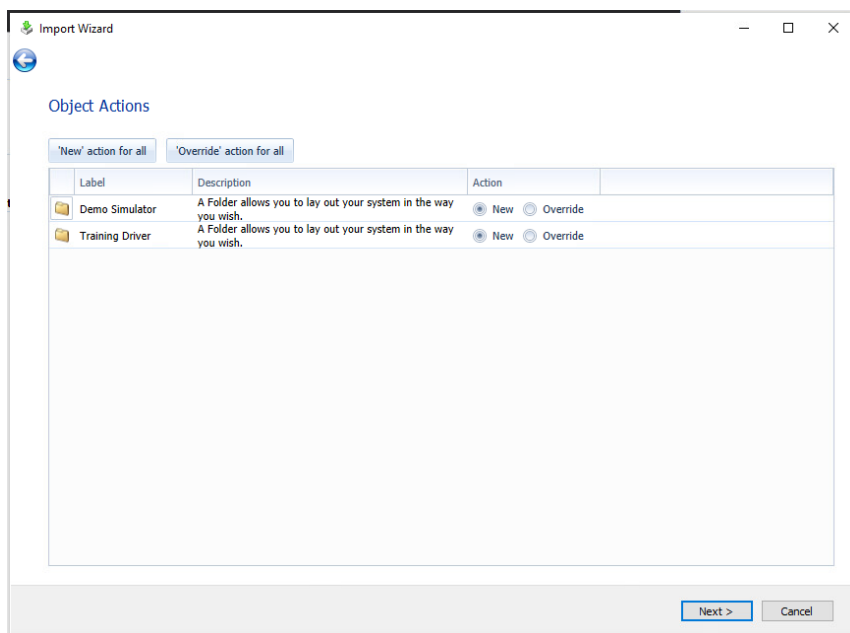 Import Wizard
Object Actions
'New' action for all 'Override' action for all
Label Description Action
Demo Simulator A Folder allows you to lay out your system in the way you wish. New Override
Training Driver A Folder allows you to lay out your system in the way you wish. New Override
Next > Cancel